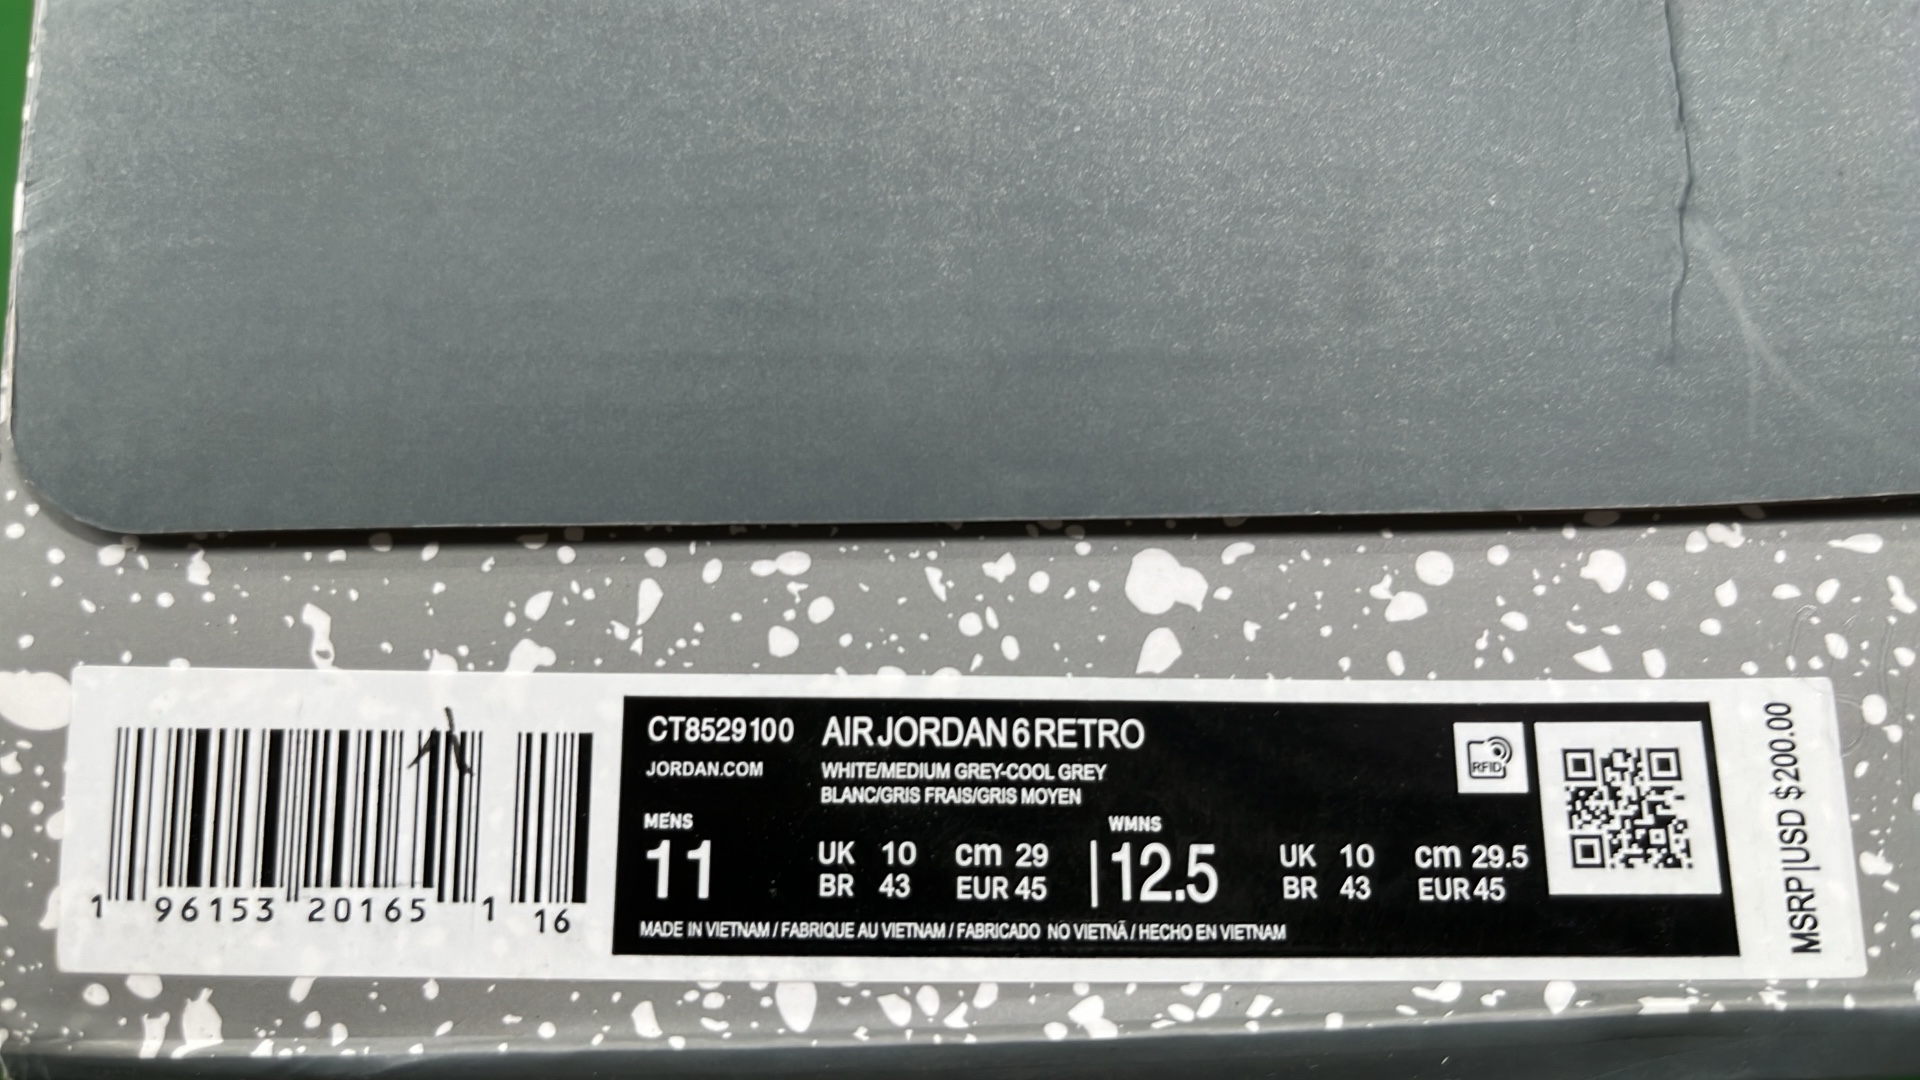 CT8529100 AIR JORDAN 6 RETRO
JORDAN.COM WHITE/MEDIUM GREY-COOL GREY
BLANC/GRIS FRAIS/GRIS MOYEN
MENS WMNS
11 UK 10 cm 29 | 12.5 UK 10 cm 29.5
BR 43 EUR 45 BR 43 EUR 45
MADE IN VIETNAM / FABRIQUE AU VIETNAM / FABRICADO NO VIETNÃ / HECHO EN VIETNAM
1 96153 20165 1 16
RFID
MSRP|USD $200.00